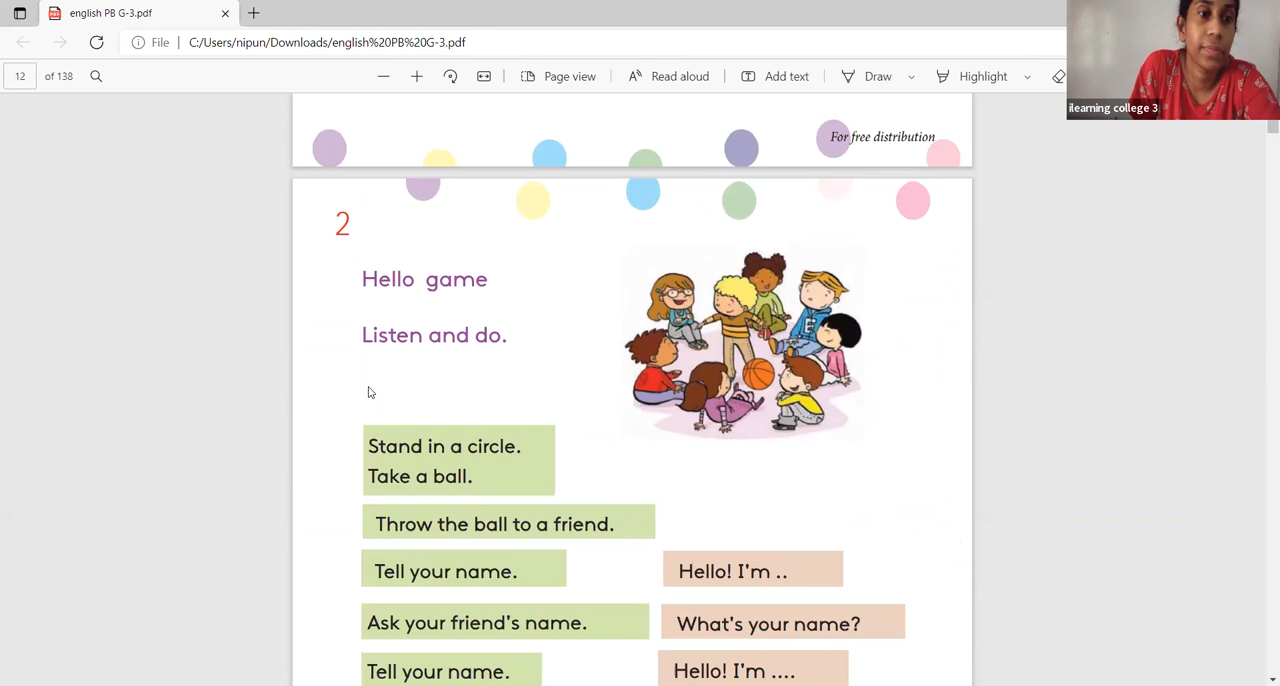 english PB G-3.pdf
File | C:/Users/nipun/Downloads/english%20PB%20G-3.pdf
12 of 138 Page view Read aloud Add text Draw Highlight
ilearning college 3
For free distribution
2
Hello game
Listen and do.
Stand in a circle.
Take a ball.
Throw the ball to a friend.
Tell your name. Hello! I'm ..
Ask your friend's name. What's your name?
Tell your name. Hello! I'm ....